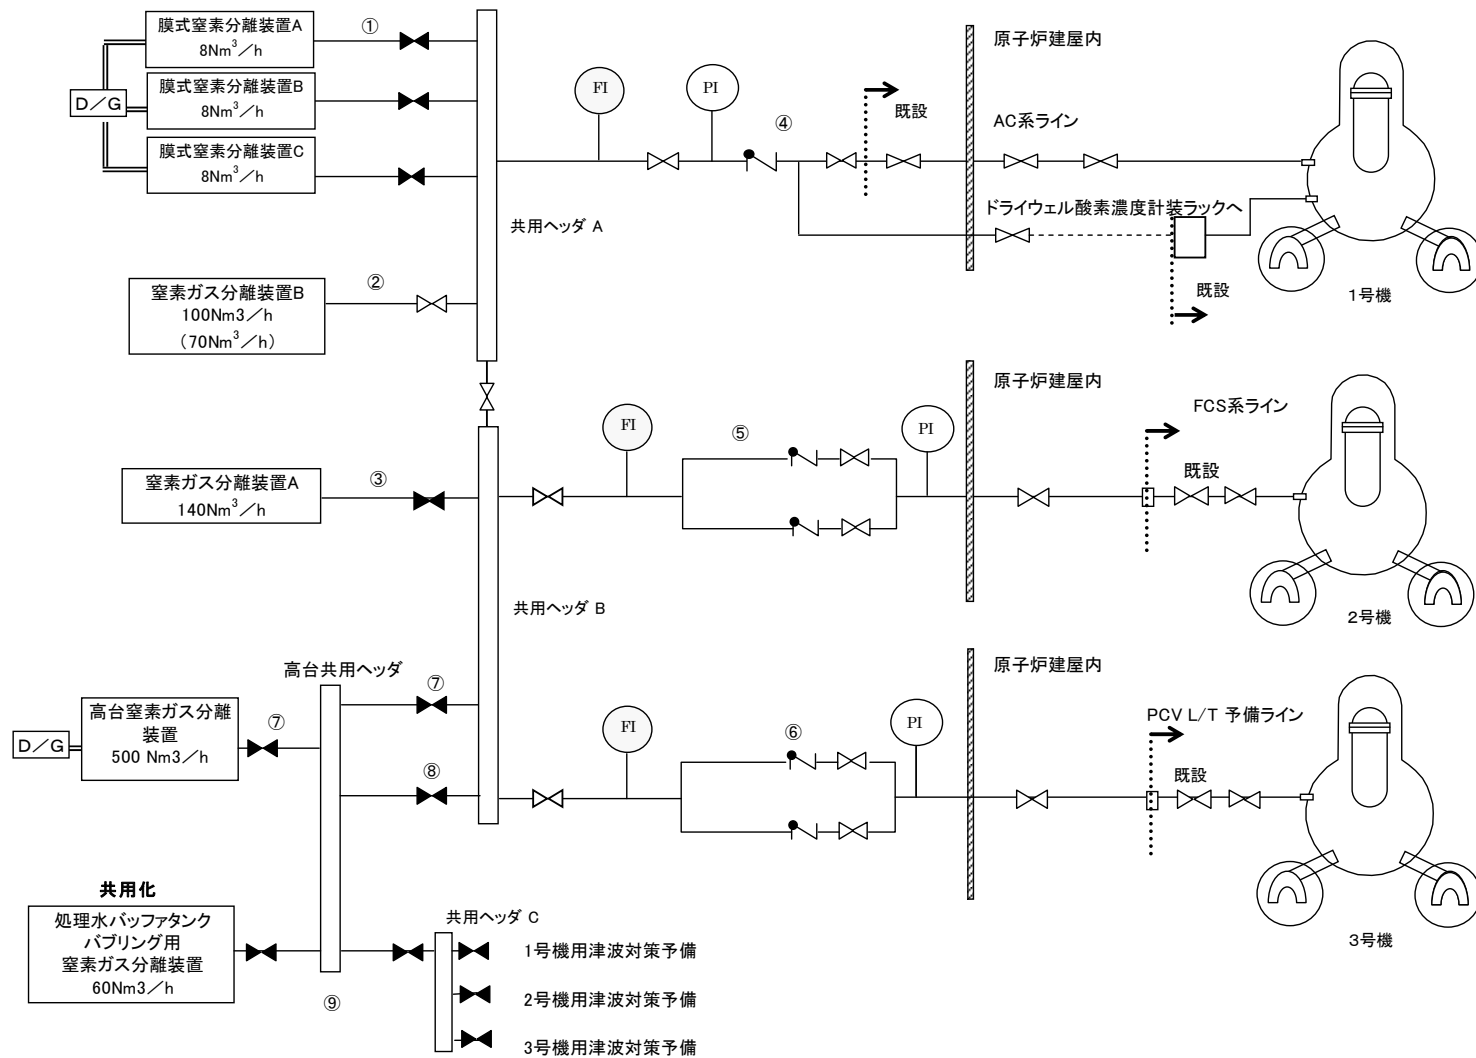 膜式窒素分離装置A
8Nm³/h
①
D/G
膜式窒素分離装置B
8Nm³/h
膜式窒素分離装置C
8Nm³/h
FI
PI
④
既設
原子炉建屋内
AC系ライン
ドライウェル酸素濃度計装ラックへ
既設
1号機
共用ヘッダ A
窒素ガス分離装置B
100Nm3/h
(70Nm³/h)
②
窒素ガス分離装置A
140Nm³/h
③
FI
⑤
PI
原子炉建屋内
FCS系ライン
既設
2号機
共用ヘッダ B
高台共用ヘッダ
D/G
高台窒素ガス分離
装置
500 Nm3/h
⑦
⑦
⑧
FI
⑥
PI
原子炉建屋内
PCV L/T 予備ライン
既設
3号機
共用化
処理水バッファタンク
バブリング用
窒素ガス分離装置
60Nm3/h
⑨
共用ヘッダ C
1号機用津波対策予備
2号機用津波対策予備
3号機用津波対策予備